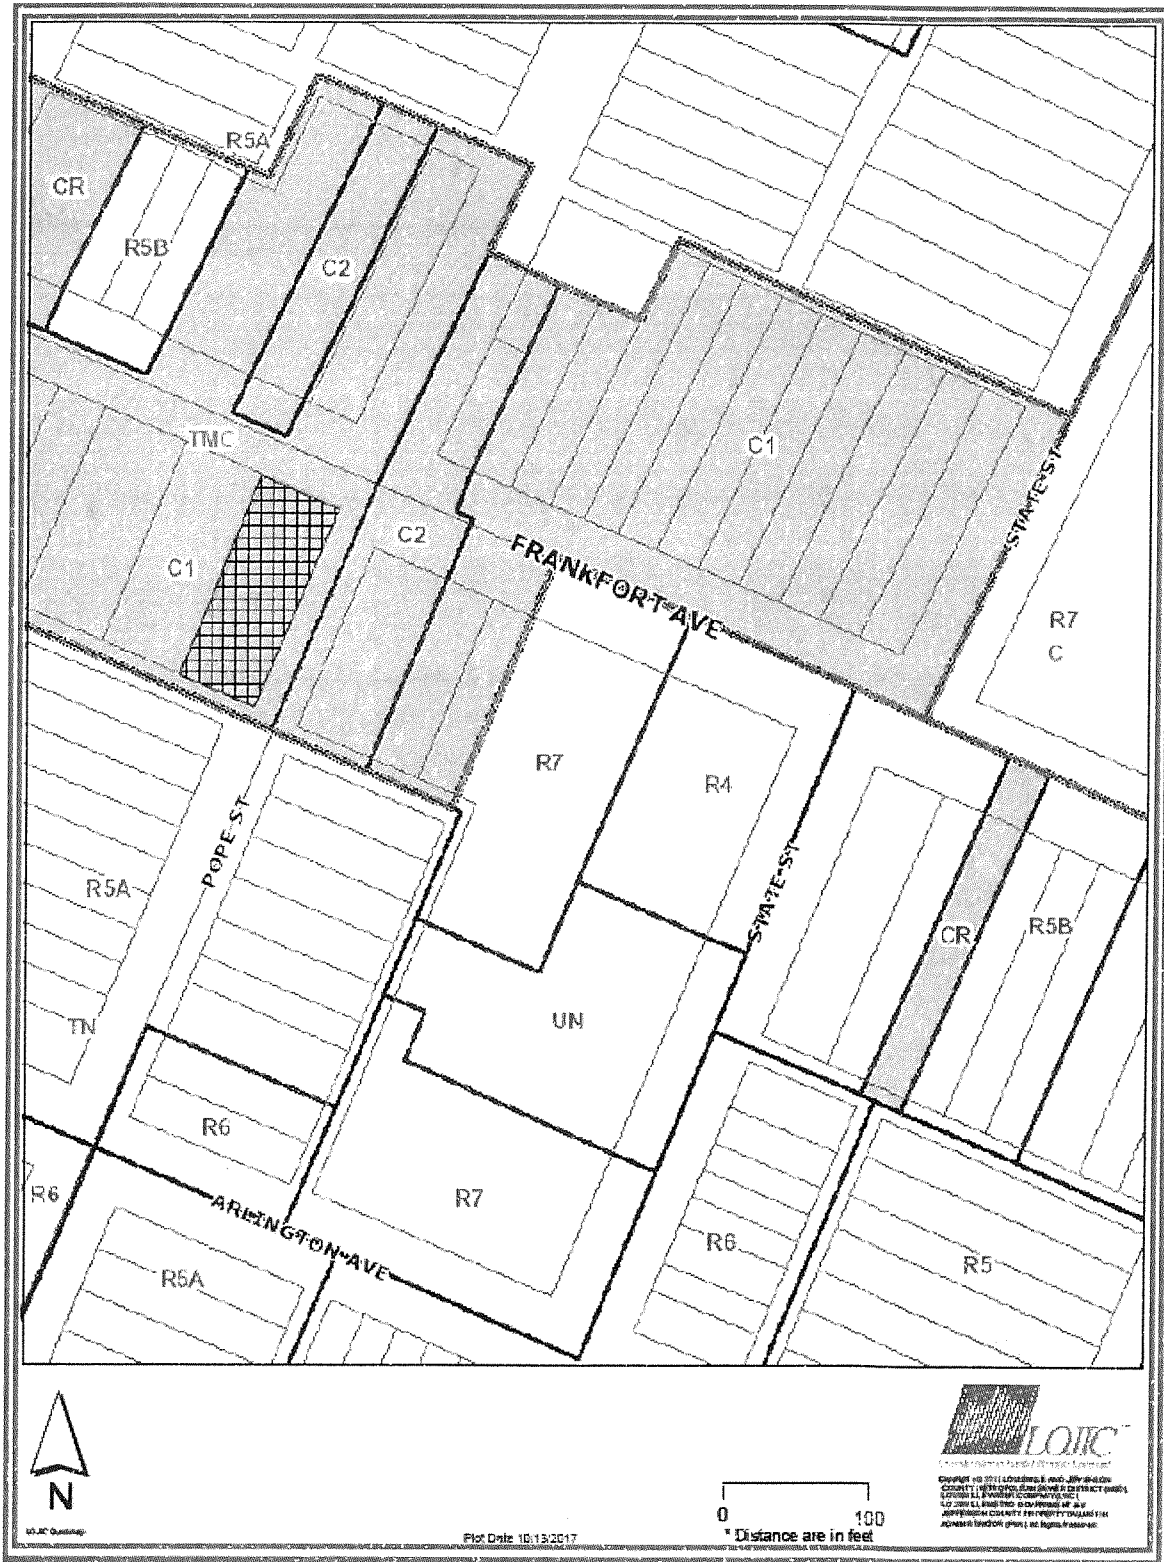 R5A
CR
R5B
C2
C1
TMC
STATE ST
C2
FRANKFORT AVE
C1
R7
C
R7
R4
POPE ST
STATE ST
R5A
CR
R5B
TN
UN
R6
R6
R7
ARLINGTON AVE
R6
R5
R5A
N
LOJIC
0 100
* Distance are in feet
Plot Date 10/13/2017